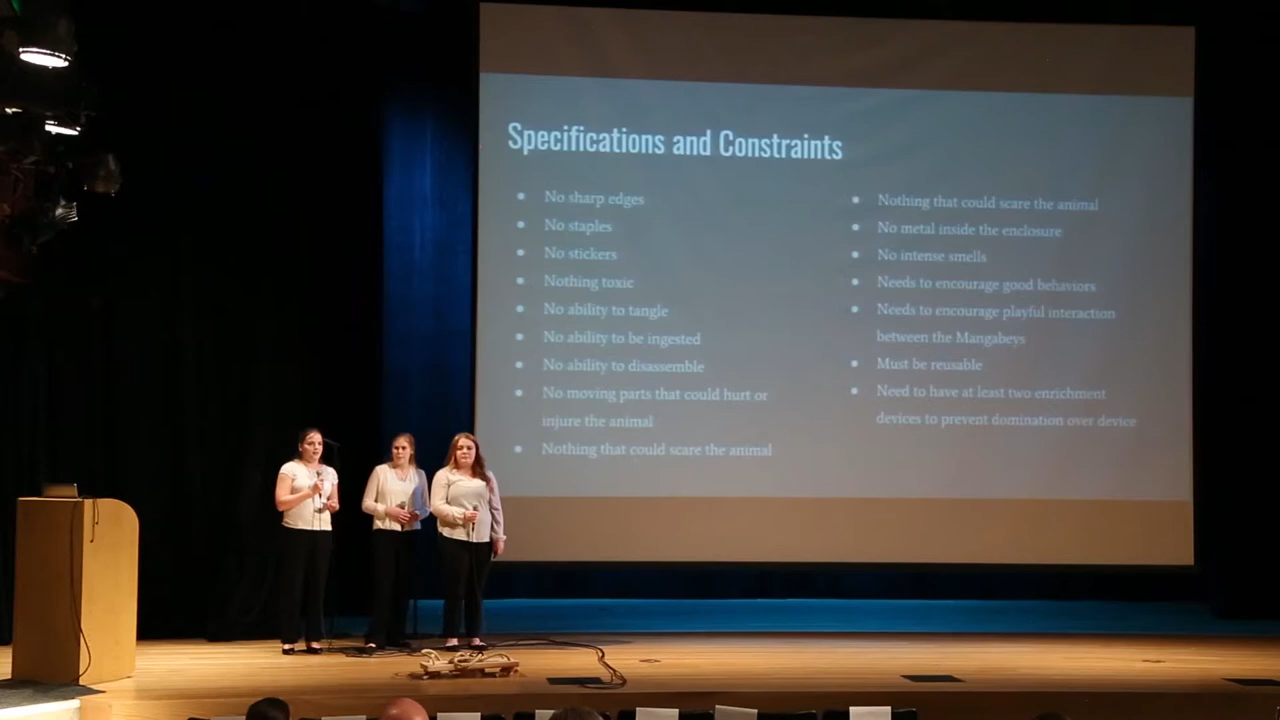 Specifications and Constraints
No sharp edges
No staples
No stickers
Nothing toxic
No ability to tangle
No ability to be ingested
No ability to disassemble
No moving parts that could hurt or
injure the animal
Nothing that could scare the animal
Nothing that could scare the animal
No metal inside the enclosure
No intense smells
Needs to encourage good behaviors
Needs to encourage playful interaction
between the Mangabeys
Must be reusable
Need to have at least two enrichment
devices to prevent domination over device